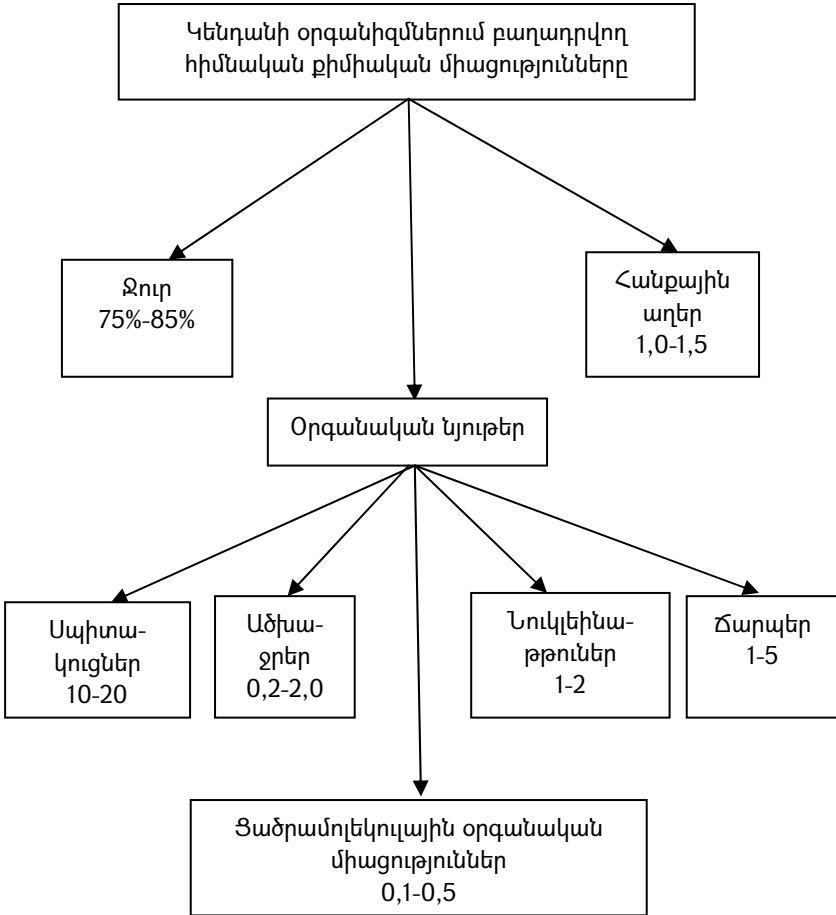 Կենդանի օրգանիզմներում բաղադրվող
հիմնական քիմիական միացությունները
Ջուր
75%-85%
Հանքային
աղեր
1,0-1,5
Օրգանական նյութեր
Սպիտա-
կուցներ
10-20
Ածխա-
ջրեր
0,2-2,0
Նուկլեինա-
թթուներ
1-2
Ճարպեր
1-5
Ցածրամոլեկուլային օրգանական
միացություններ
0,1-0,5